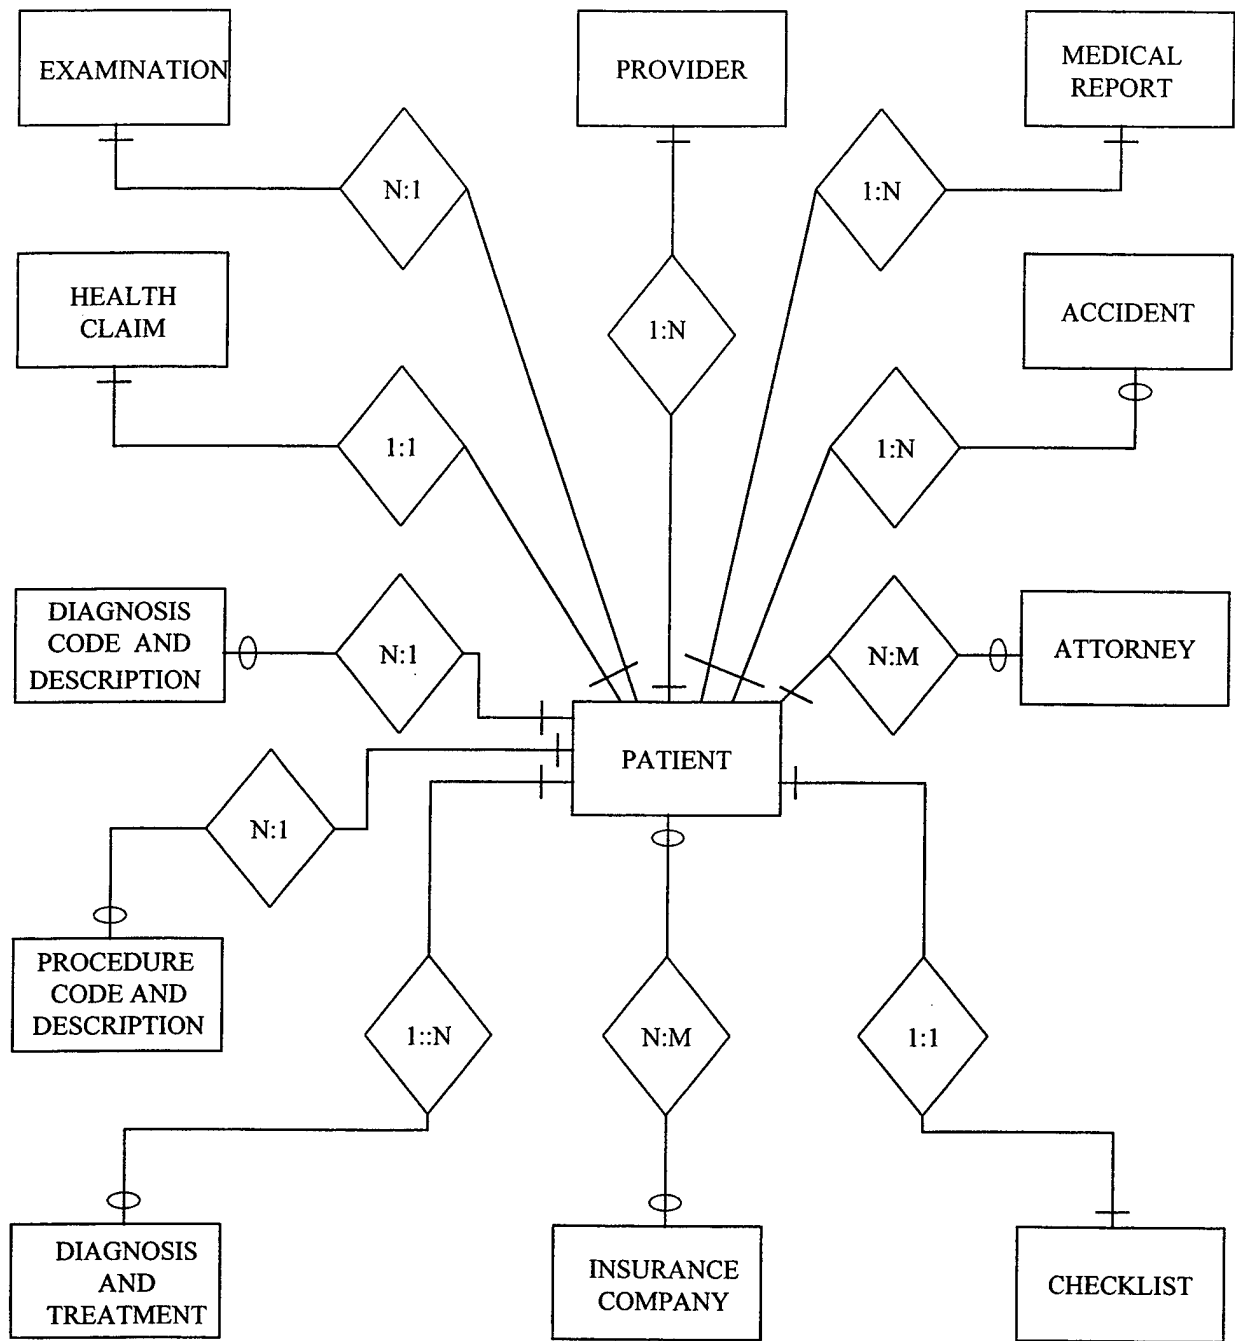 EXAMINATION
PROVIDER
MEDICAL
REPORT
N:1
1:N
HEALTH
CLAIM
1:N
ACCIDENT
1:1
1:N
DIAGNOSIS
CODE AND
DESCRIPTION
N:1
N:M
ATTORNEY
PATIENT
N:1
PROCEDURE
CODE AND
DESCRIPTION
1::N
N:M
1:1
DIAGNOSIS
AND
TREATMENT
INSURANCE
COMPANY
CHECKLIST